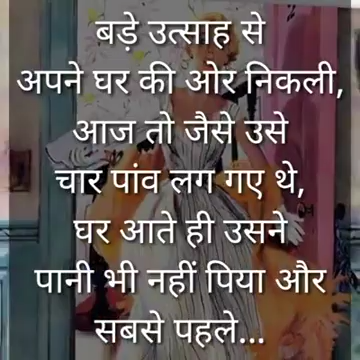 बड़े उत्साह से
अपने घर की ओर निकली,
आज तो जैसे उसे
चार पांव लग गए थे,
घर आते ही उसने
पानी भी नहीं पिया और
सबसे पहले...